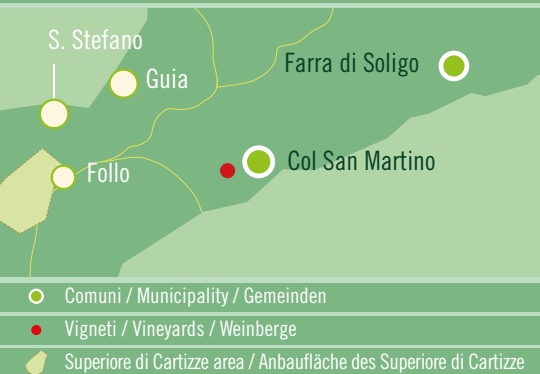 S. Stefano
Guia
Farra di Soligo
Col San Martino
Follo
Comuni / Municipality / Gemeinden
Vigneti / Vineyards / Weinberge
Superiore di Cartizze area / Anbaufläche des Superiore di Cartizze